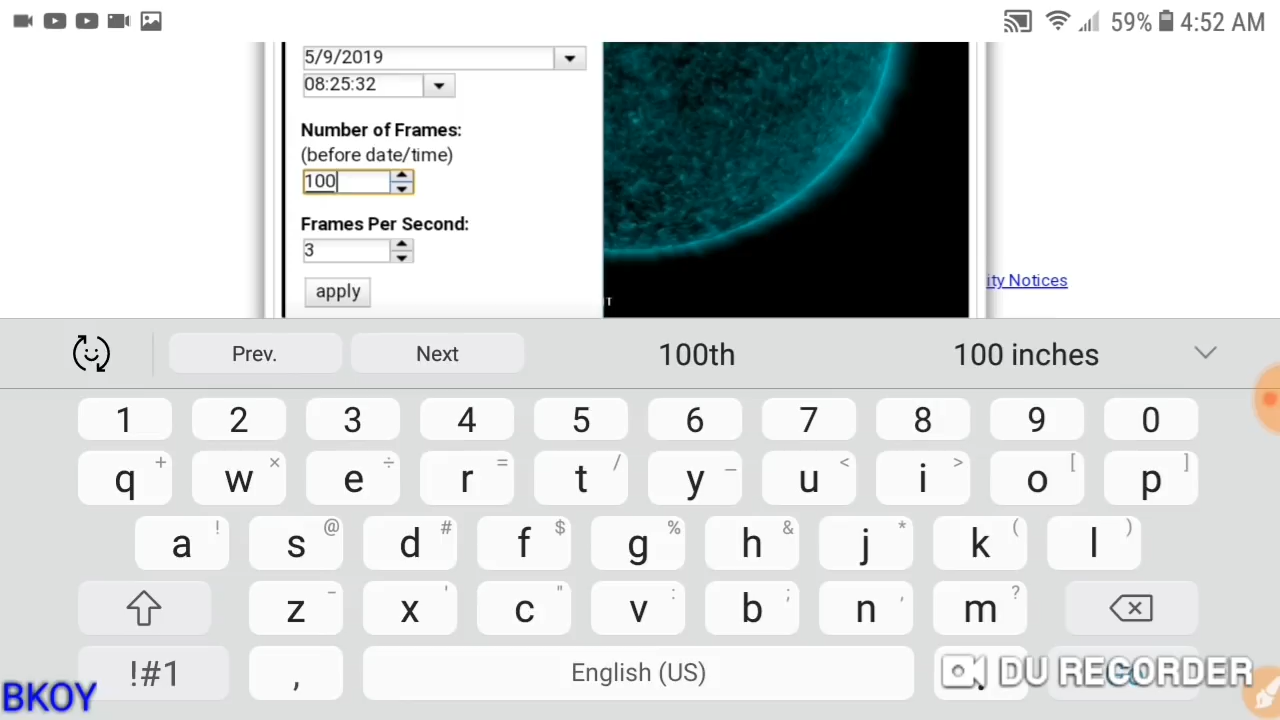 59% 4:52 AM
5/9/2019
08:25:32
Number of Frames:
(before date/time)
100
Frames Per Second:
3
apply
IT
ity Notices
Prev. Next 100th 100 inches
1 2 3 4 5 6 7 8 9 0
q + w × e ÷ r = t / y _ u < i > o [ p ]
a ! s @ d # f $ g % h & j * k ( l )
z - x ' c " v : b ; n , m ?
!#1 , English (US) .
DU RECORDER
BKOY